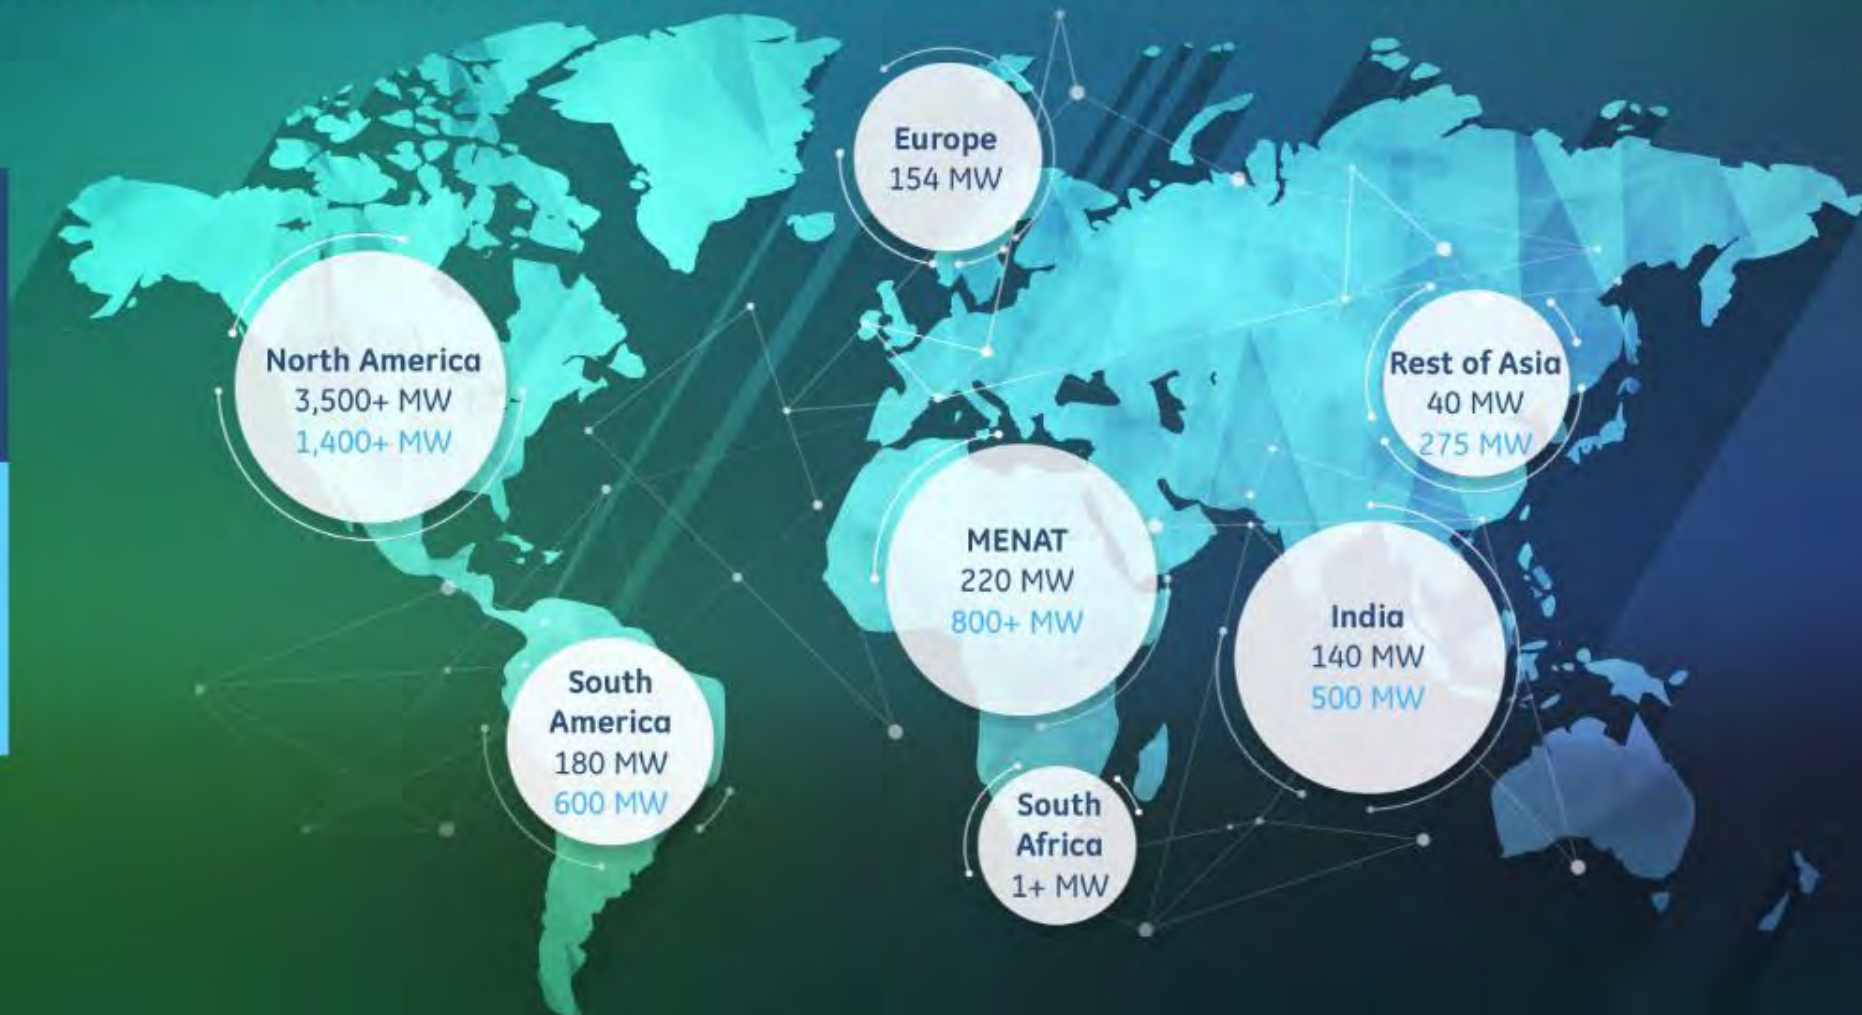 Europe
154 MW
North America
3,500+ MW
1,400+ MW
Rest of Asia
40 MW
275 MW
MENAT
220 MW
800+ MW
India
140 MW
500 MW
South
America
180 MW
600 MW
South
Africa
1+ MW